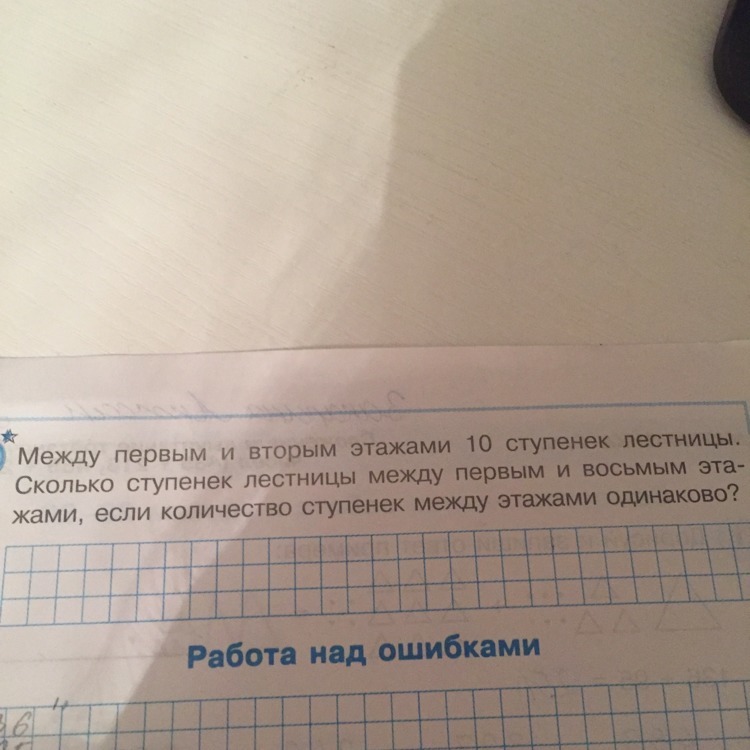 Между первым и вторым этажами 10 ступенек лестницы.
Сколько ступенек лестницы между первым и восьмым эта-
жами, если количество ступенек между этажами одинаково?
Работа над ошибками